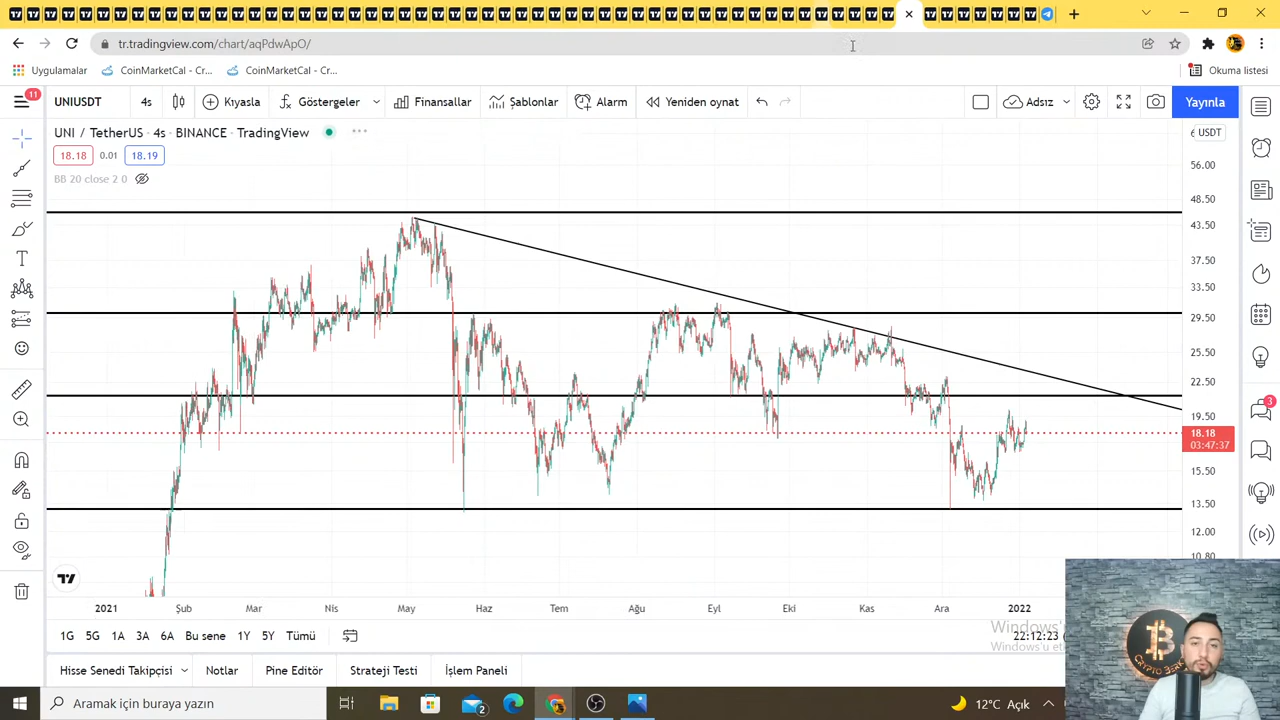 tr.tradingview.com/chart/aqPdwApO/
Uygulamalar
CoinMarketCal - Cr...
CoinMarketCal - Cr...
Okuma listesi
11
UNIUSDT
4s
Kıyasla
Göstergeler
Finansallar
Şablonlar
Alarm
Yeniden oynat
Adsız
Yayınla
UNI / TetherUS · 4s · BINANCE · TradingView
USDT
18.18
0.01
18.19
BB 20 close 2 0
56.00
48.50
43.50
37.50
33.50
29.50
25.50
22.50
19.50
18.18
03:47:37
15.50
13.50
12.00
10.80
3
2021
Şub
Mar
Nis
May
Haz
Tem
Ağu
Eyl
Eki
Kas
Ara
2022
1G
5G
1A
3A
6A
Bu sene
1Y
5Y
Tümü
22:12:23
Hisse Senedi Takipçisi
Notlar
Pine Editör
Strateji Testi
İşlem Paneli
Aramak için buraya yazın
2
12°C Açık